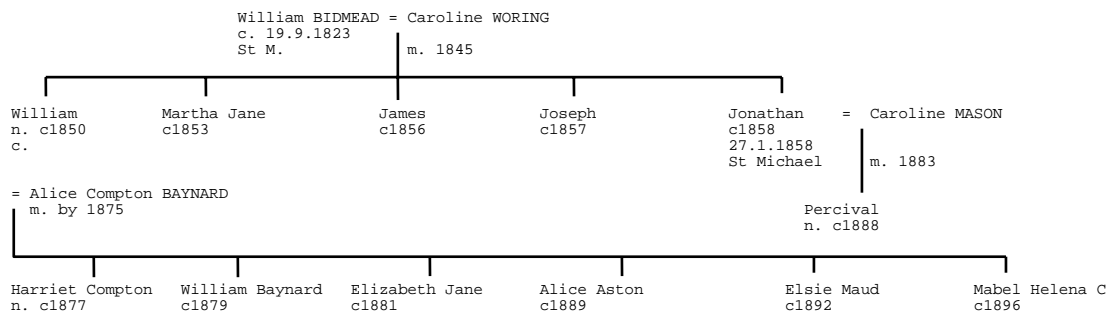 William BIDMEAD = Caroline WORING
c. 19.9.1823
St M.
m. 1845
William
n. c1850
c.
Martha Jane
c1853
James
c1856
Joseph
c1857
Jonathan = Caroline MASON
c1858
27.1.1858
St Michael
m. 1883
= Alice Compton BAYNARD
m. by 1875
Percival
n. c1888
Harriet Compton
n. c1877
William Baynard
c1879
Elizabeth Jane
c1881
Alice Aston
c1889
Elsie Maud
c1892
Mabel Helena C
c1896